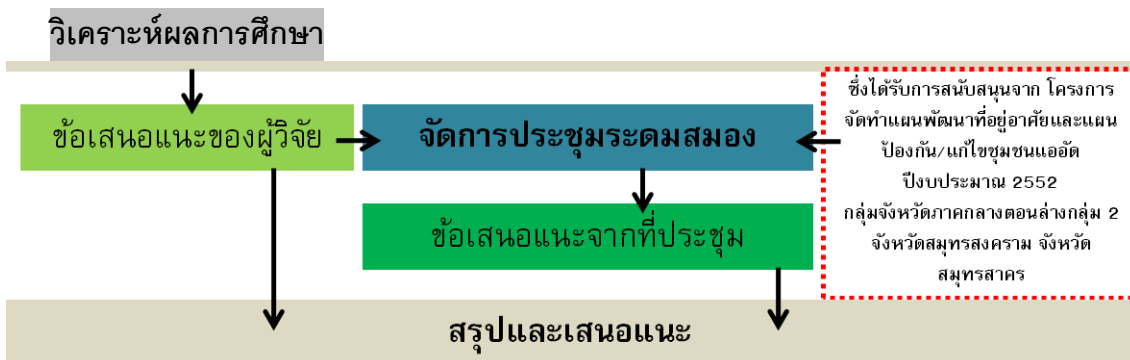 วิเคราะห์ผลการศึกษา
ข้อเสนอแนะของผู้วิจัย
จัดการประชุมระดมสมอง
ซึ่งได้รับการสนับสนุนจาก โครงการ
จัดทำแผนพัฒนาที่อยู่อาศัยและแผน
ป้องกัน/แก้ไขชุมชนแออัด
ปีงบประมาณ 2552
กลุ่มจังหวัดภาคกลางตอนล่างกลุ่ม 2
จังหวัดสมุทรสงคราม จังหวัด
สมุทรสาคร
ข้อเสนอแนะจากที่ประชุม
สรุปและเสนอแนะ